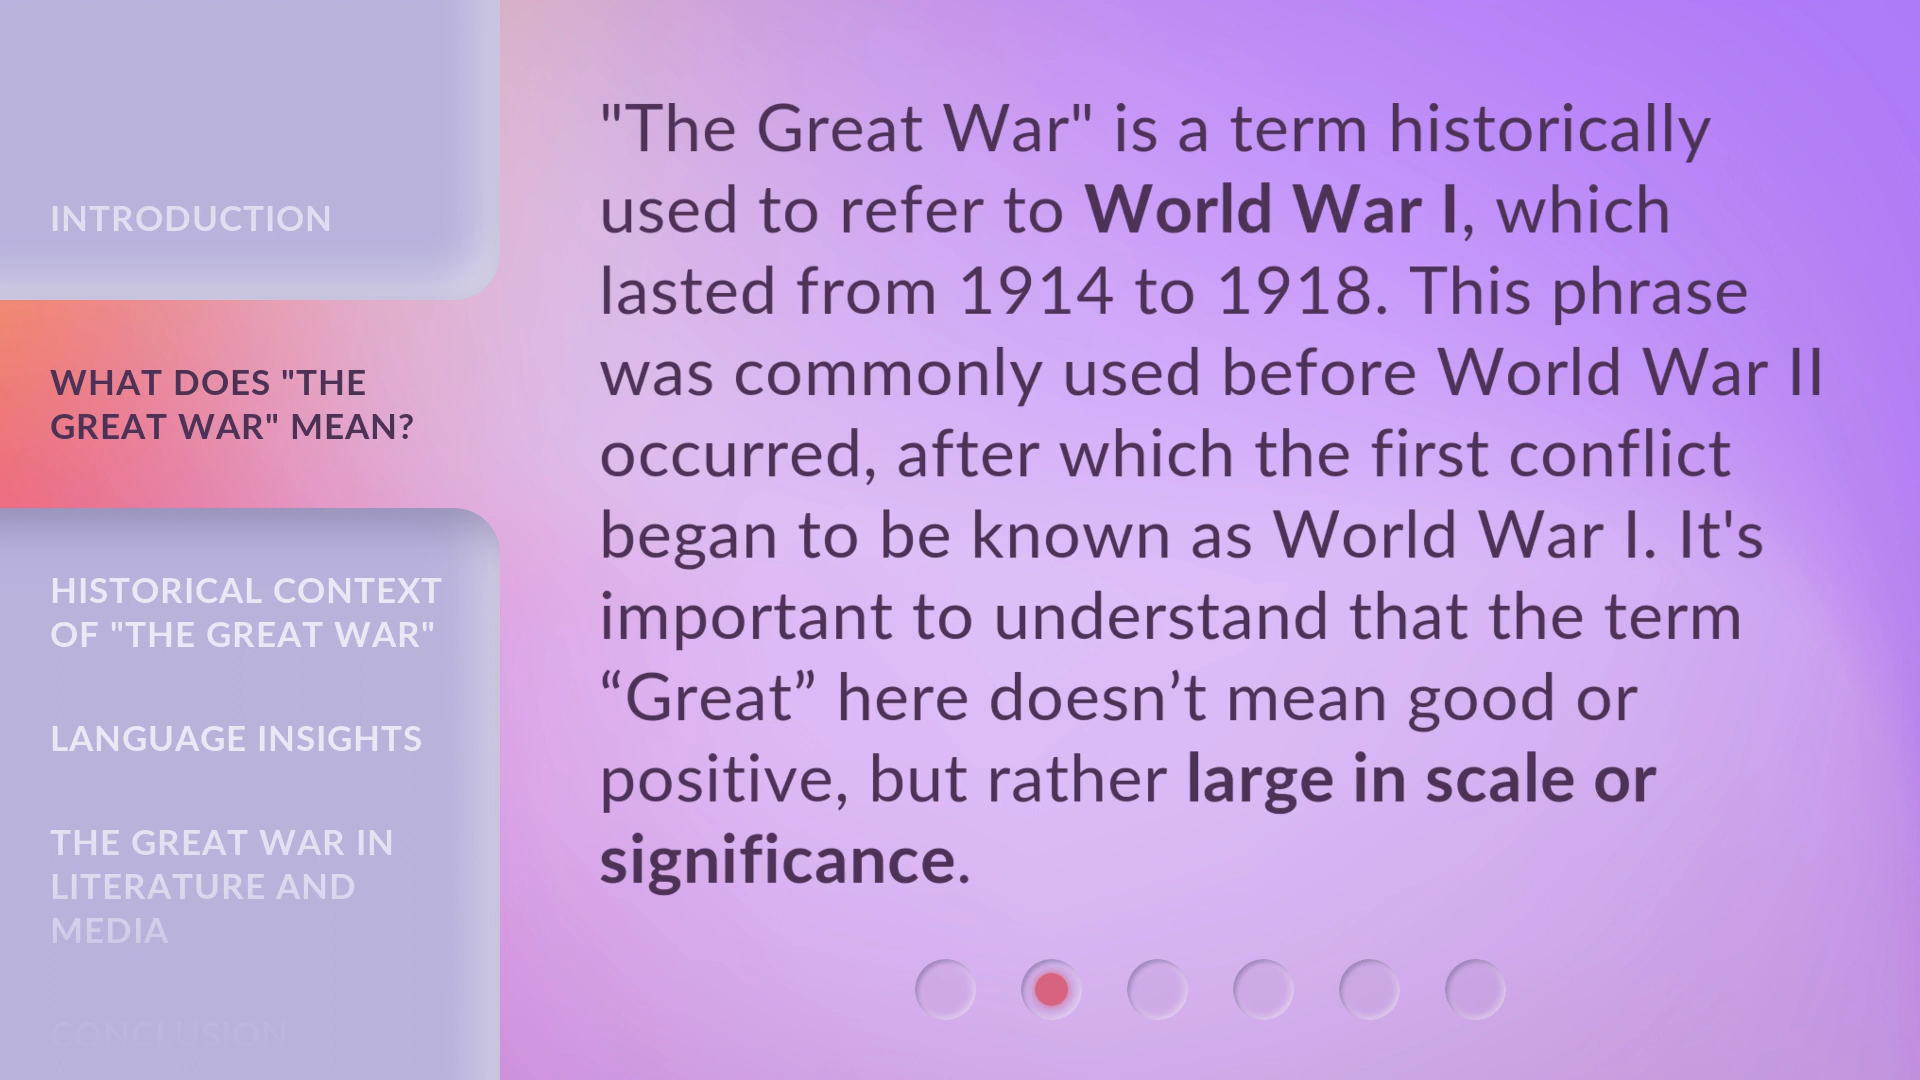 INTRODUCTION
WHAT DOES "THE
GREAT WAR" MEAN?
HISTORICAL CONTEXT
OF "THE GREAT WAR"
LANGUAGE INSIGHTS
THE GREAT WAR IN
LITERATURE AND
MEDIA
CONCLUSION
"The Great War" is a term historically
used to refer to World War I, which
lasted from 1914 to 1918. This phrase
was commonly used before World War II
occurred, after which the first conflict
began to be known as World War I. It's
important to understand that the term
“Great” here doesn’t mean good or
positive, but rather large in scale or
significance.